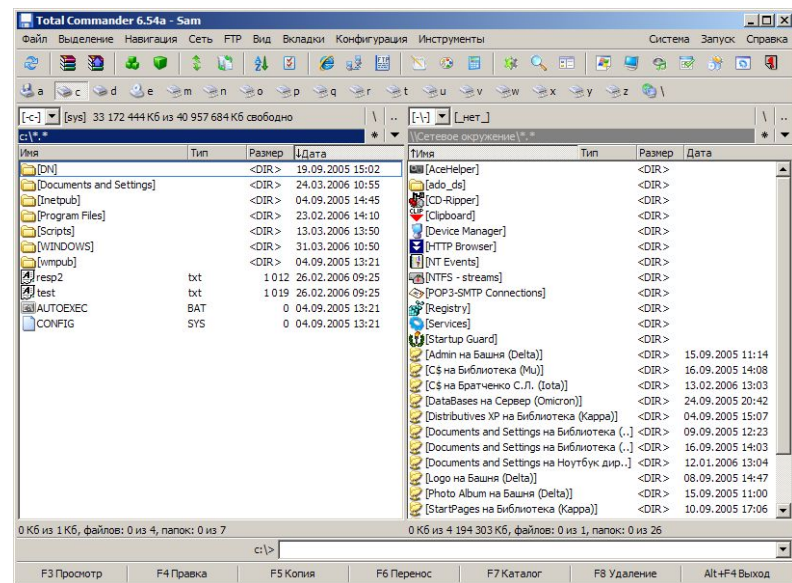 Total Commander 6.54a - Sam
Файл Выделение Навигация Сеть FTP Вид Вкладки Конфигурация Инструменты Система Запуск Справка
a c d e m n o p q r t u v w x y z \
[-c-] [sys] 33 172 444 Кб из 40 957 684 Кб свободно \ ..
[-\-] [_нет_] \ ..
c:\*.* * ▼
\\Сетевое окружение\*.* * ▼
Имя Тип Размер ↓Дата
[DN] <DIR> 19.09.2005 15:02
[Documents and Settings] <DIR> 24.03.2006 10:55
[Inetpub] <DIR> 04.09.2005 14:45
[Program Files] <DIR> 23.02.2006 14:10
[Scripts] <DIR> 13.03.2006 13:50
[WINDOWS] <DIR> 31.03.2006 10:50
[wmpub] <DIR> 04.09.2005 13:21
resp2 txt 1 012 26.02.2006 09:25
test txt 1 019 26.02.2006 09:25
AUTOEXEC BAT 0 04.09.2005 13:21
CONFIG SYS 0 04.09.2005 13:21
0 Кб из 1 Кб, файлов: 0 из 4, папок: 0 из 7
↑Имя Тип Размер Дата
[AceHelper] <DIR>
[ado_ds] <DIR>
[CD-Ripper] <DIR>
[Clipboard] <DIR>
[Device Manager] <DIR>
[HTTP Browser] <DIR>
[NT Events] <DIR>
[NTFS - streams] <DIR>
[POP3-SMTP Connections] <DIR>
[Registry] <DIR>
[Services] <DIR>
[Startup Guard] <DIR>
[Admin на Башня (Delta)] <DIR> 15.09.2005 11:14
[C$ на Библиотека (Mu)] <DIR> 16.09.2005 14:08
[C$ на Братченко С.Л. (Iota)] <DIR> 13.02.2006 13:03
[DataBases на Сервер (Omicron)] <DIR> 24.09.2005 20:42
[Distributives XP на Библиотека (Kappa)] <DIR> 04.09.2005 15:07
[Documents and Settings на Библиотека (..] <DIR> 09.09.2005 12:23
[Documents and Settings на Библиотека (..] <DIR> 16.09.2005 14:03
[Documents and Settings на Ноутбук дир..] <DIR> 12.01.2006 13:04
[Logo на Башня (Delta)] <DIR> 08.09.2005 14:47
[Photo Album на Башня (Delta)] <DIR> 15.09.2005 11:00
[StartPages на Библиотека (Kappa)] <DIR> 10.09.2005 17:06
0 Кб из 4 194 303 Кб, файлов: 0 из 1, папок: 0 из 26
c:\>
F3 Просмотр F4 Правка F5 Копия F6 Перенос F7 Каталог F8 Удаление Alt+F4 Выход